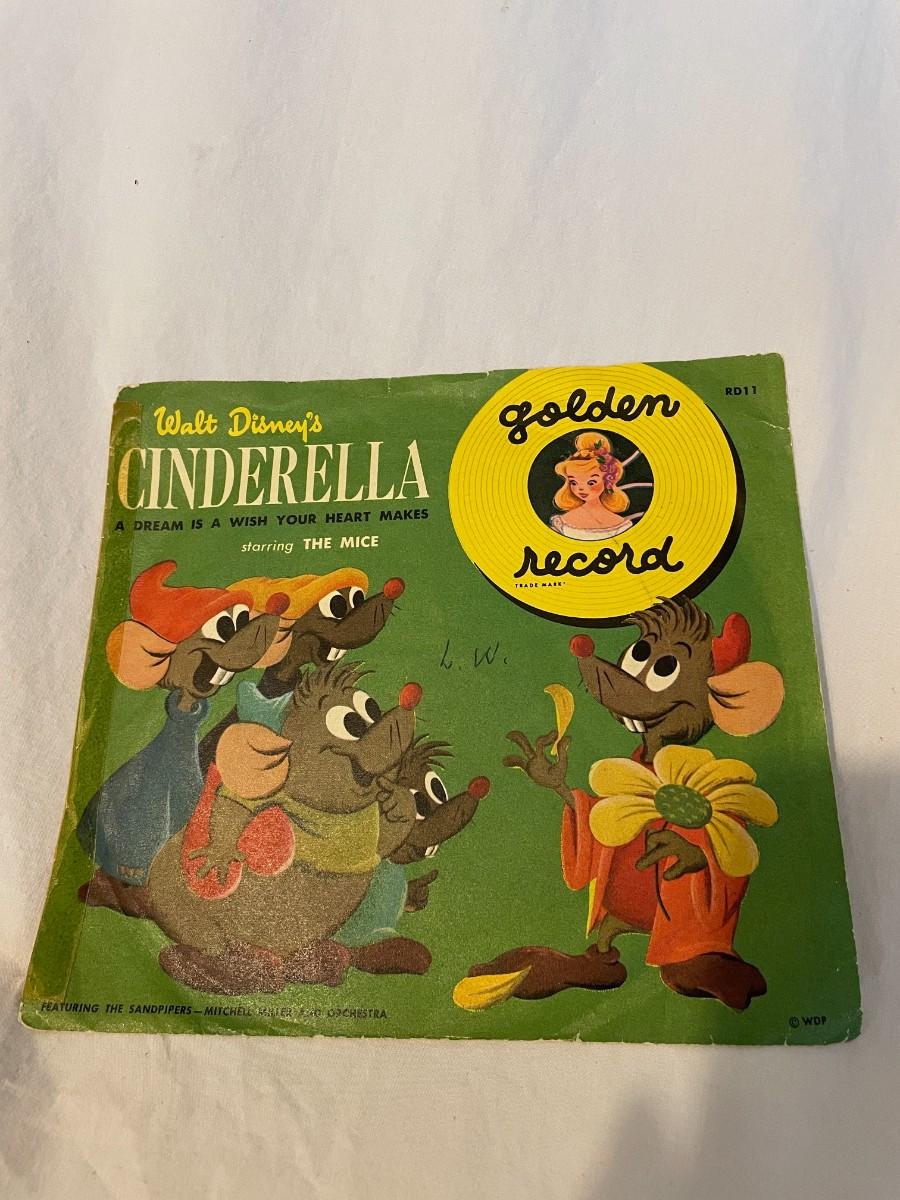 Walt Disney's
CINDERELLA
A DREAM IS A WISH YOUR HEART MAKES
starring THE MICE
golden
record
TRADE MARK
RD11
L. W.
FEATURING THE SANDPIPERS—MITCHELL MILLER AND ORCHESTRA
© WDP